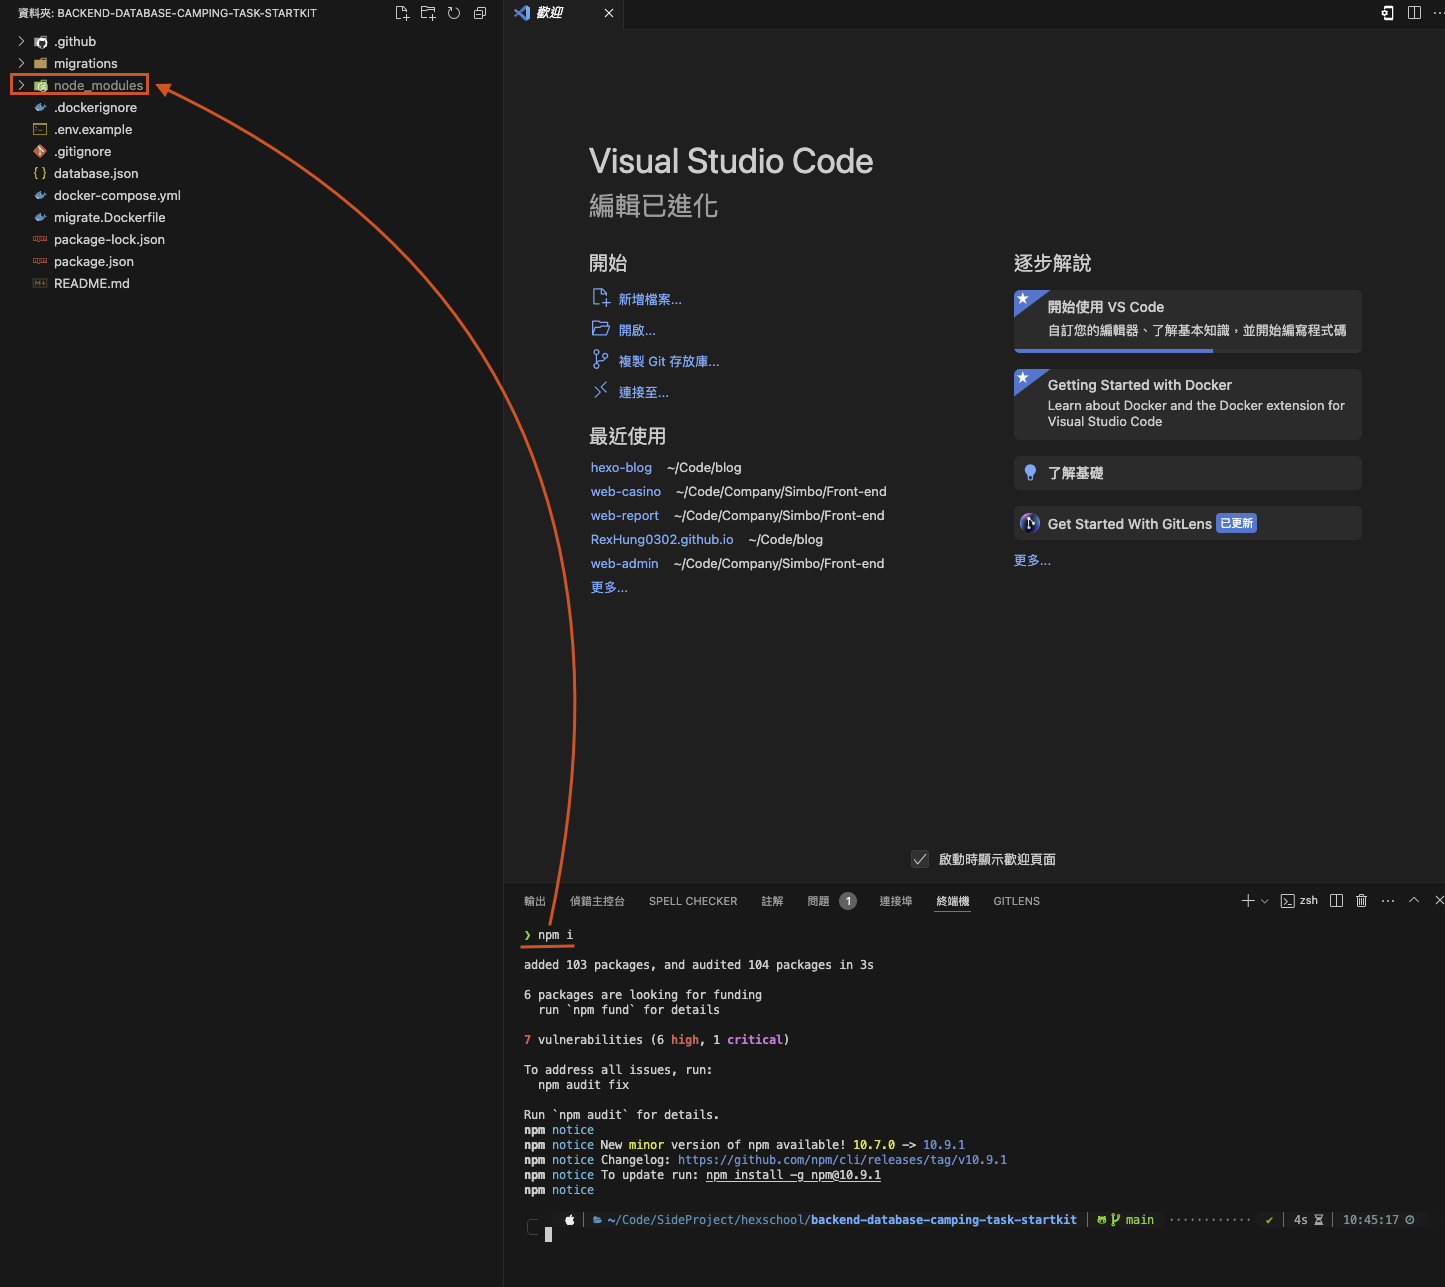 資料夾: BACKEND-DATABASE-CAMPING-TASK-STARTKIT
.github
migrations
node_modules
.dockerignore
.env.example
.gitignore
database.json
docker-compose.yml
migrate.Dockerfile
package-lock.json
package.json
README.md
歡迎
Visual Studio Code
編輯已進化
開始
新增檔案...
開啟...
複製 Git 存放庫...
連接至...
最近使用
hexo-blog ~/Code/blog
web-casino ~/Code/Company/Simbo/Front-end
web-report ~/Code/Company/Simbo/Front-end
RexHung0302.github.io ~/Code/blog
web-admin ~/Code/Company/Simbo/Front-end
更多...
逐步解說
開始使用 VS Code
自訂您的編輯器、了解基本知識，並開始編寫程式碼
Getting Started with Docker
Learn about Docker and the Docker extension for
Visual Studio Code
了解基礎
Get Started With GitLens 已更新
更多...
啟動時顯示歡迎頁面
輸出 偵錯主控台 SPELL CHECKER 註解 問題 1 連接埠 終端機 GITLENS
zsh
❯ npm i
added 103 packages, and audited 104 packages in 3s
6 packages are looking for funding
run `npm fund` for details
7 vulnerabilities (6 high, 1 critical)
To address all issues, run:
npm audit fix
Run `npm audit` for details.
npm notice
npm notice New minor version of npm available! 10.7.0 -> 10.9.1
npm notice Changelog: https://github.com/npm/cli/releases/tag/v10.9.1
npm notice To update run: npm install -g npm@10.9.1
npm notice
~/Code/SideProject/hexschool/backend-database-camping-task-startkit main ············ ✔ 4s 10:45:17